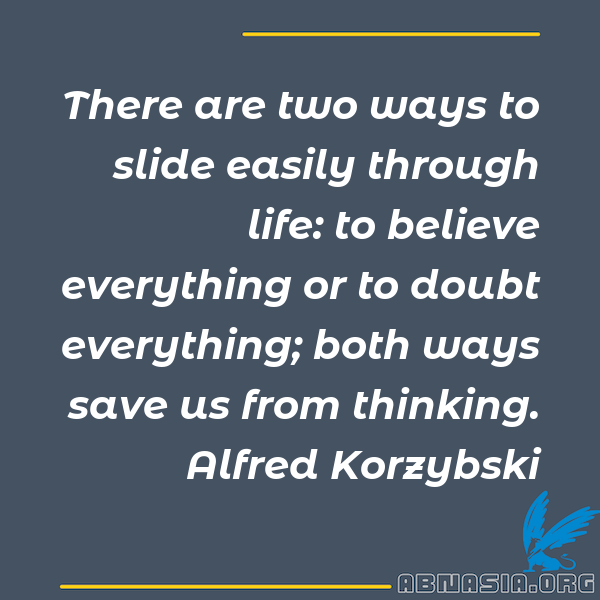 There are two ways to
slide easily through
life: to believe
everything or to doubt
everything; both ways
save us from thinking.
Alfred Korzybski
ABNASIA.ORG